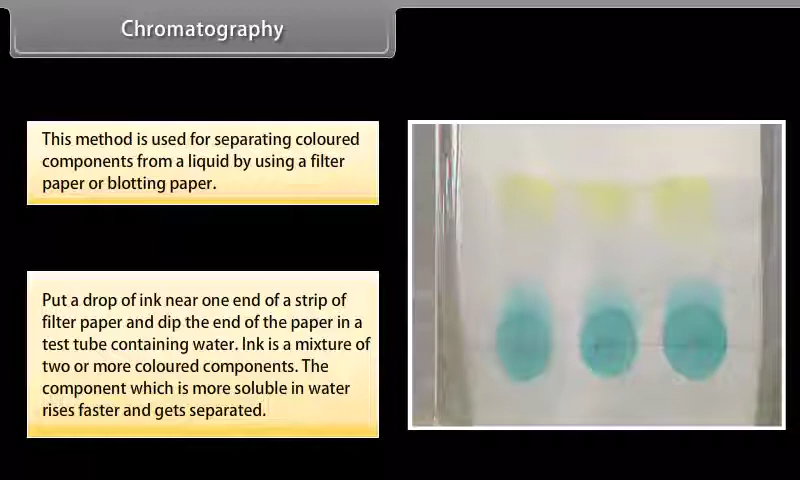 Chromatography
This method is used for separating coloured
components from a liquid by using a filter
paper or blotting paper.
Put a drop of ink near one end of a strip of
filter paper and dip the end of the paper in a
test tube containing water. Ink is a mixture of
two or more coloured components. The
component which is more soluble in water
rises faster and gets separated.